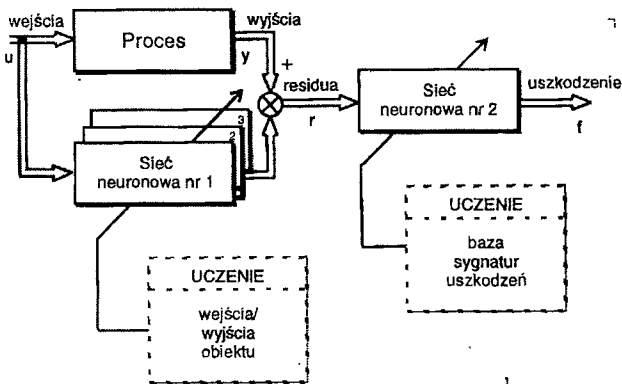 wejścia
u
Proces
wyjścia
y
+
residua
r
3
2
Sieć
neuronowa nr 1
Sieć
neuronowa nr 2
uszkodzenie
f
UCZENIE
wejścia/
wyjścia
obiektu
UCZENIE
baza
sygnatur
uszkodzeń